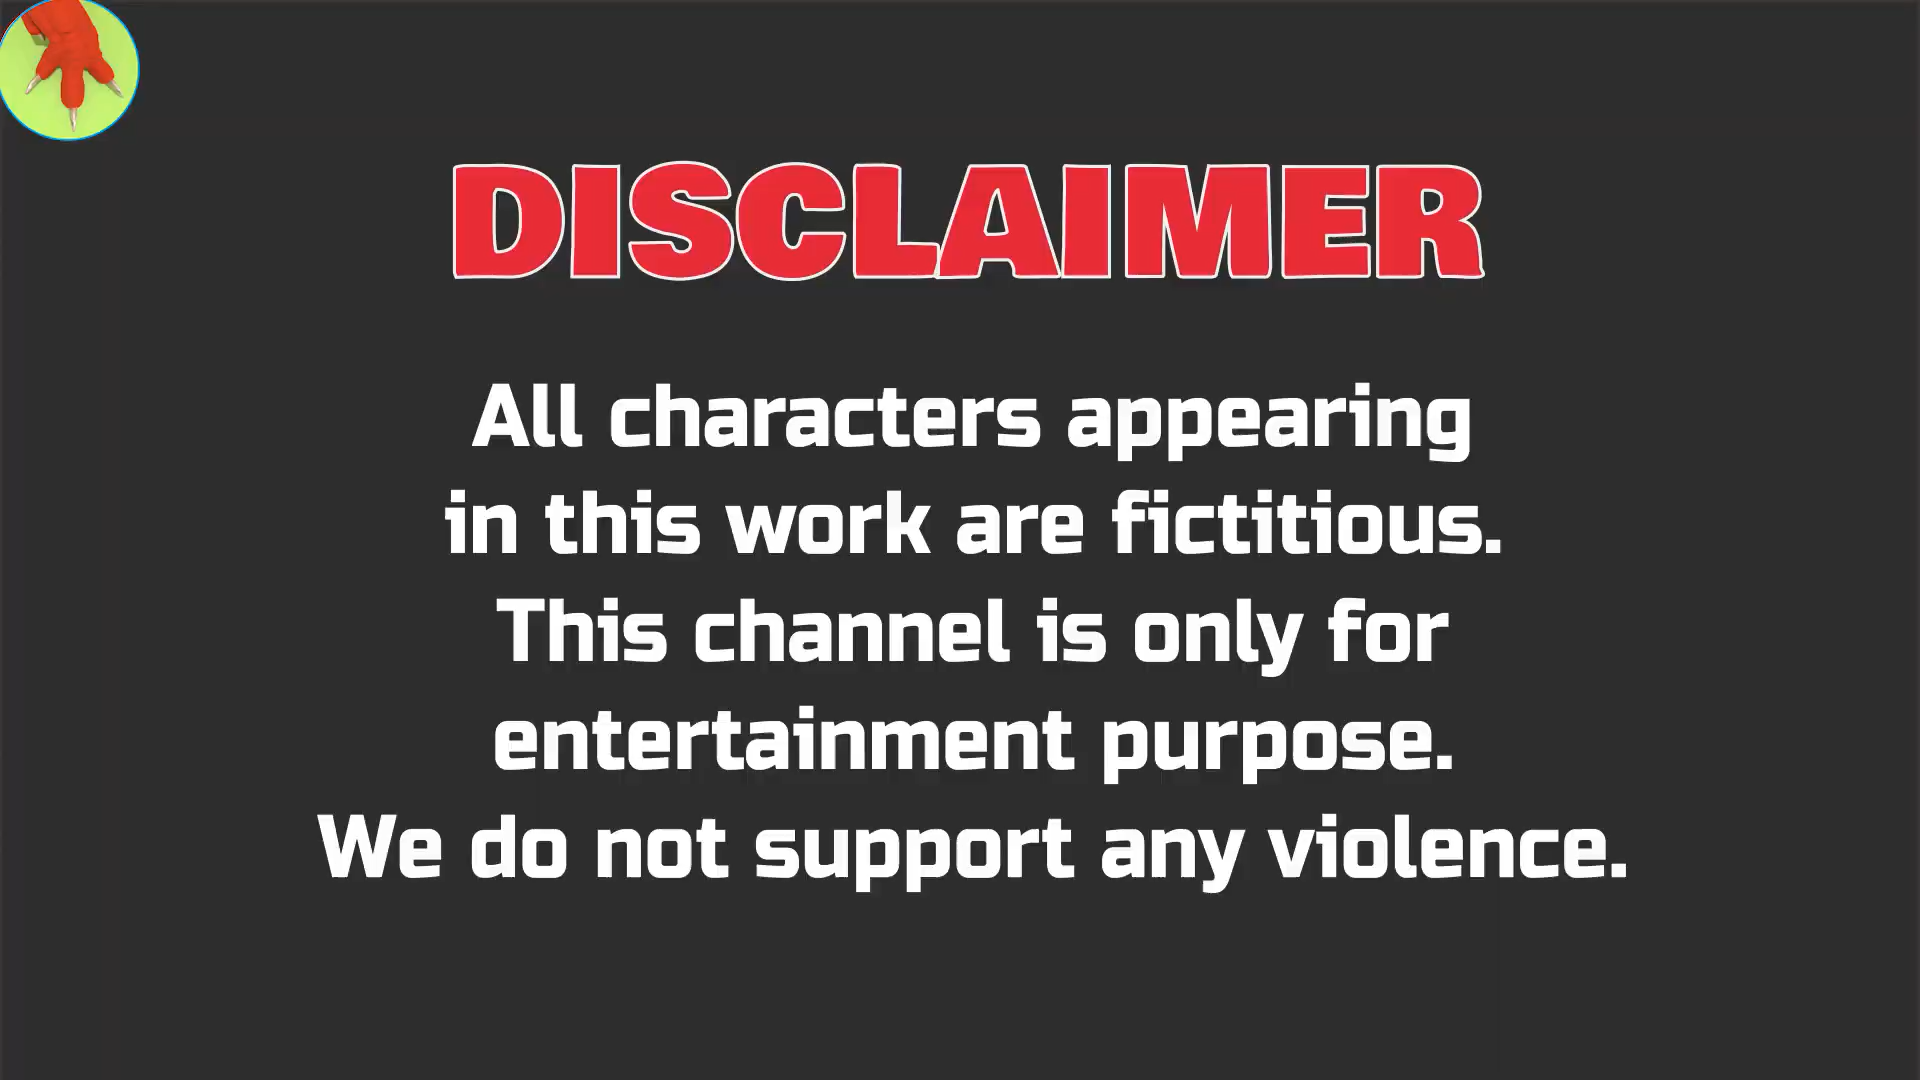 DISCLAIMER
All characters appearing
in this work are fictitious.
This channel is only for
entertainment purpose.
We do not support any violence.